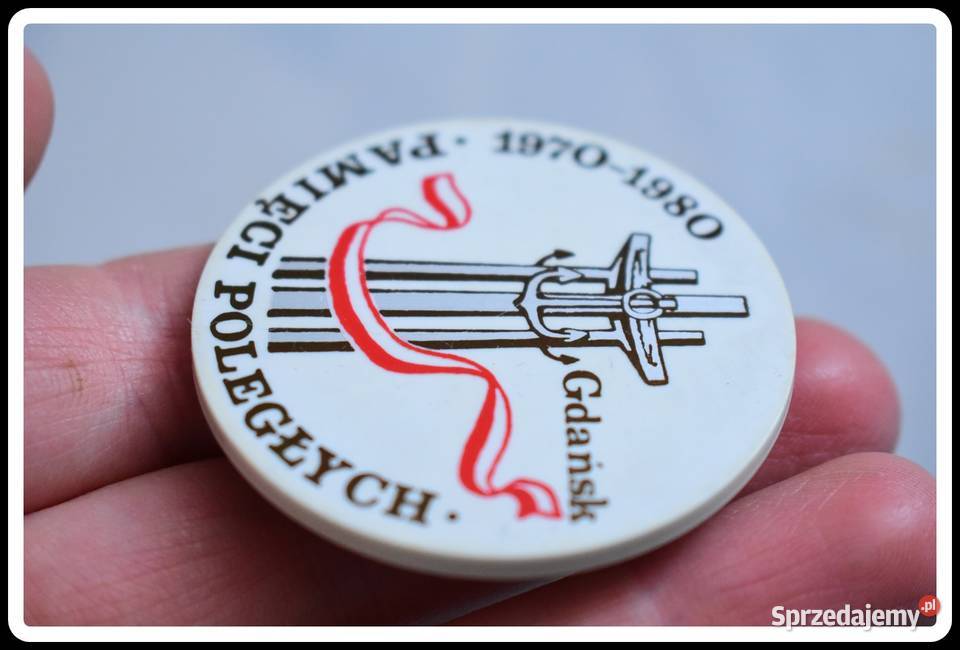 1970-1980
· PAMIĘCI POLEGŁYCH ·
Gdańsk
Sprzedajemy.pl